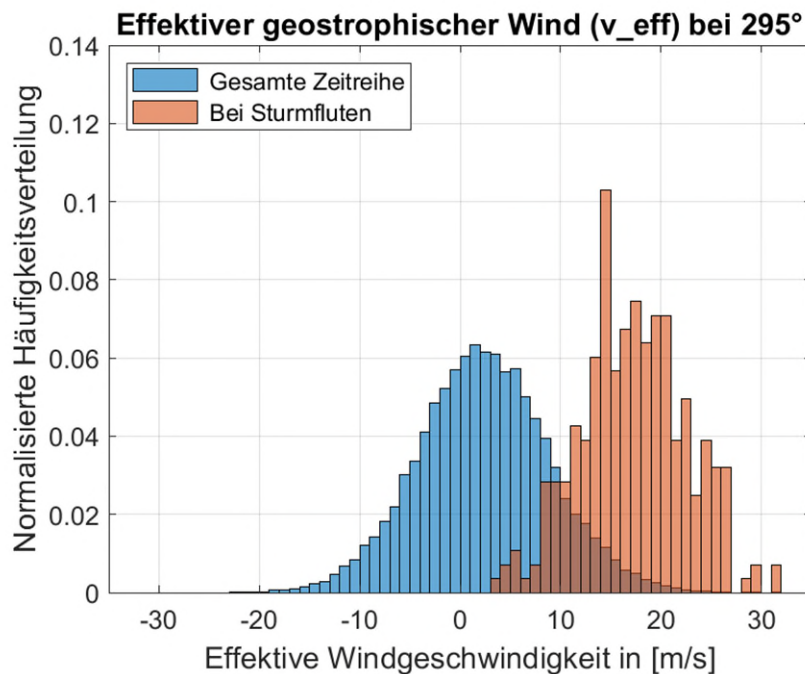 Effektiver geostrophischer Wind (v_eff) bei 295°
Gesamte Zeitreihe
Bei Sturmfluten
Normalisierte Häufigkeitsverteilung
0.14
0.12
0.1
0.08
0.06
0.04
0.02
0
-30 -20 -10 0 10 20 30
Effektive Windgeschwindigkeit in [m/s]